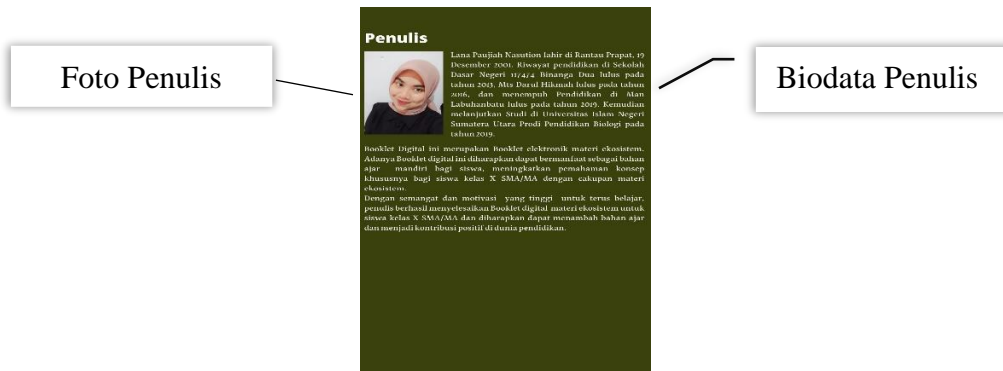 Foto Penulis
Penulis
Lana Paujiah Nasution lahir di Rantau Prapat, 19
Desember 2001. Riwayat pendidikan di Sekolah
Dasar Negeri 11/4/4 Binanga Dua lulus pada
tahun 2013, Mts Darul Hikmah lulus pada tahun
2016, dan menempuh Pendidikan di Man
Labuhanbatu lulus pada tahun 2019. Kemudian
melanjutkan Studi di Universitas Islam Negeri
Sumatera Utara Prodi Pendidikan Biologi pada
tahun 2019.
Booklet Digital ini merupakan Booklet elektronik materi ekosistem.
Adanya Booklet digital ini diharapkan dapat bermanfaat sebagai bahan
ajar mandiri bagi siswa, meningkatkan pemahaman konsep
khususnya bagi siswa kelas X SMA/MA dengan cakupan materi
ekosistem.
Dengan semangat dan motivasi yang tinggi untuk terus belajar,
penulis berhasil menyelesaikan Booklet digital materi ekosistem untuk
siswa kelas X SMA/MA dan diharapkan dapat menambah bahan ajar
dan menjadi kontribusi positif di dunia pendidikan.
Biodata Penulis